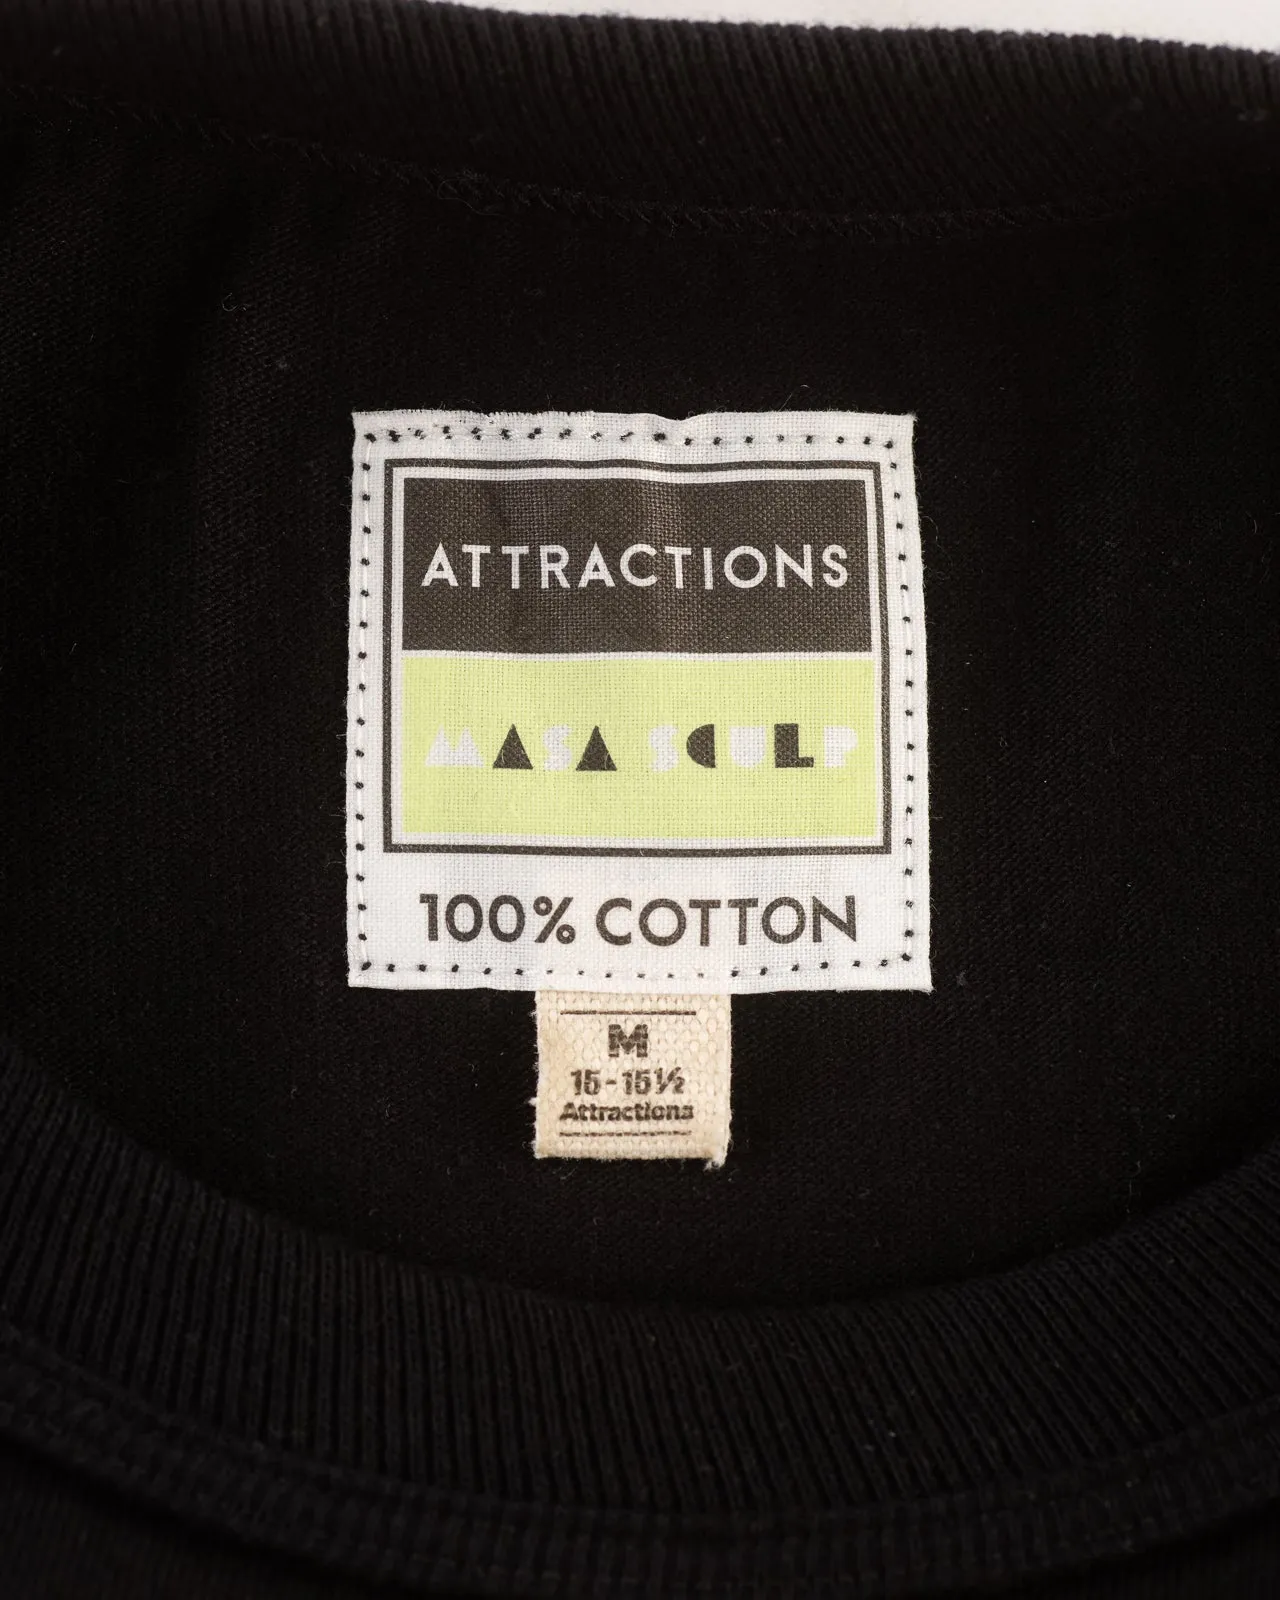 ATTRACTIONS
MASA SCULP
100% COTTON
M
15-15½
Attractions